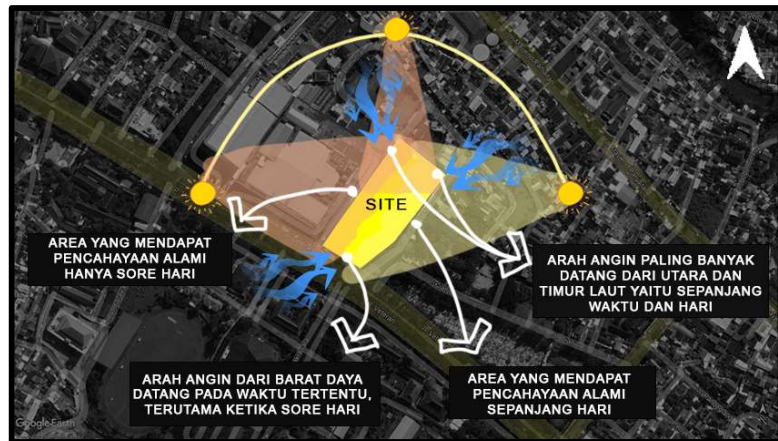 SITE
AREA YANG MENDAPAT
PENCAHAYAAN ALAMI
HANYA SORE HARI
ARAH ANGIN PALING BANYAK
DATANG DARI UTARA DAN
TIMUR LAUT YAITU SEPANJANG
WAKTU DAN HARI
ARAH ANGIN DARI BARAT DAYA
DATANG PADA WAKTU TERTENTU,
TERUTAMA KETIKA SORE HARI
AREA YANG MENDAPAT
PENCAHAYAAN ALAMI
SEPANJANG HARI
Google Earth